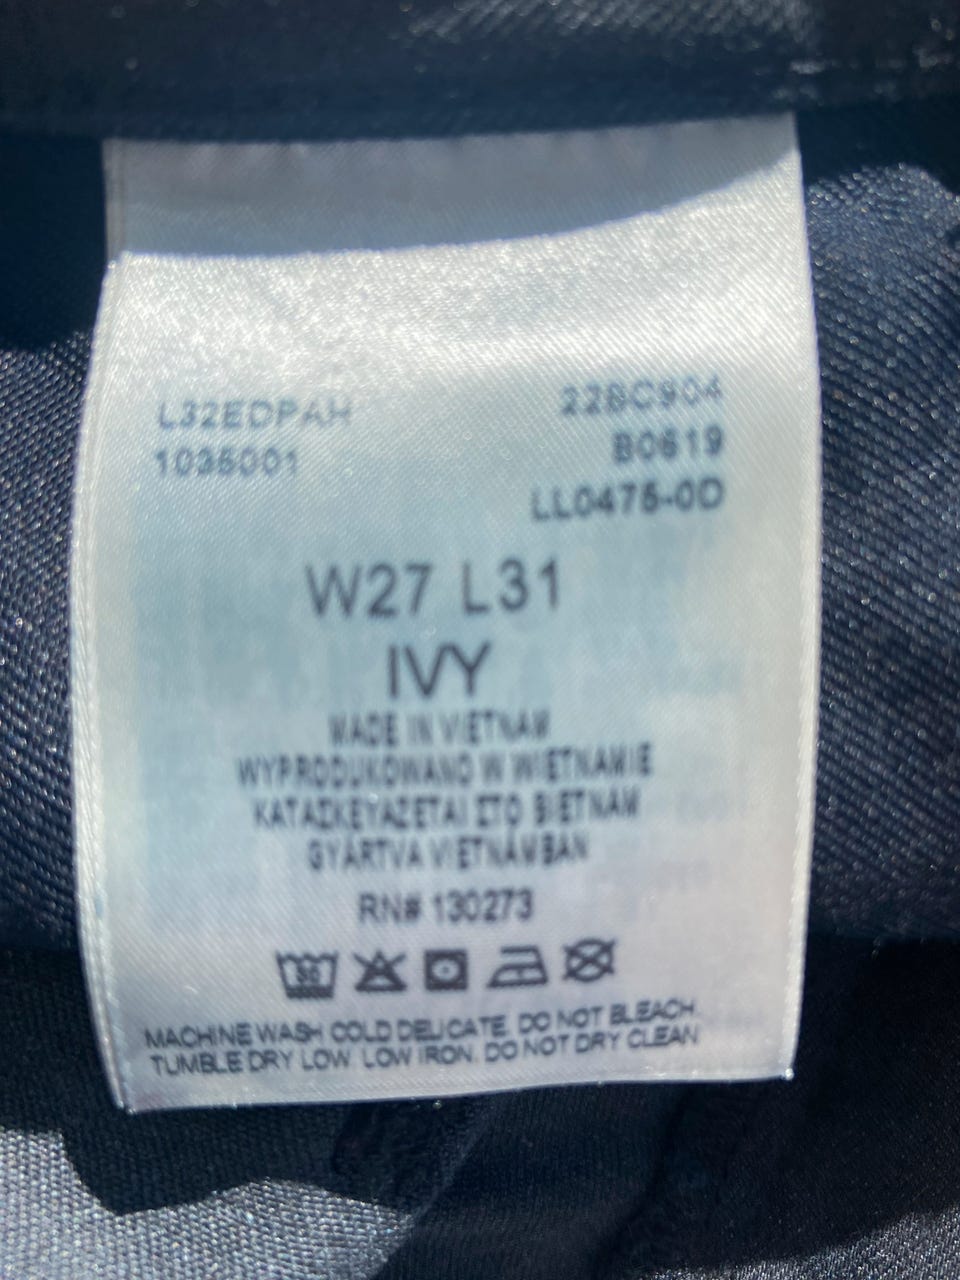 L32EDPAH
1035001
22BC904
B0619
LL0475-0D
W27 L31
IVY
MADE IN VIETNAM
WYPRODUKOWANO W WIETNAMIE
ΚΑΤΑΣΚΕΥΑΖΕΤΑΙ ΣΤΟ ΒΙΕΤΝΑΜ
GYÁRTVA VIETNÁMBAN
RN# 130273
30
MACHINE WASH COLD DELICATE. DO NOT BLEACH.
TUMBLE DRY LOW. LOW IRON. DO NOT DRY CLEAN